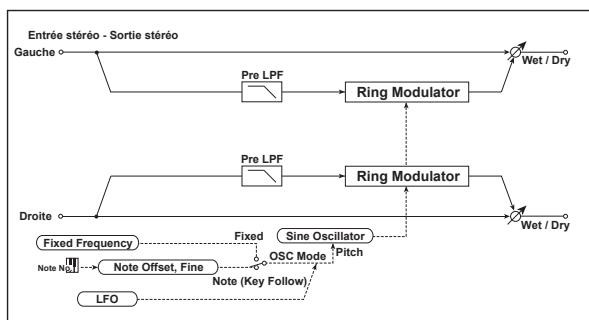 Entrée stéréo - Sortie stéréo
Gauche
Wet / Dry
Pre LPF
Ring Modulator
Pre LPF
Ring Modulator
Droite
Wet / Dry
Fixed Frequency
Fixed
Sine Oscillator
OSC Mode
Pitch
Note No.
Note Offset, Fine
Note (Key Follow)
LFO